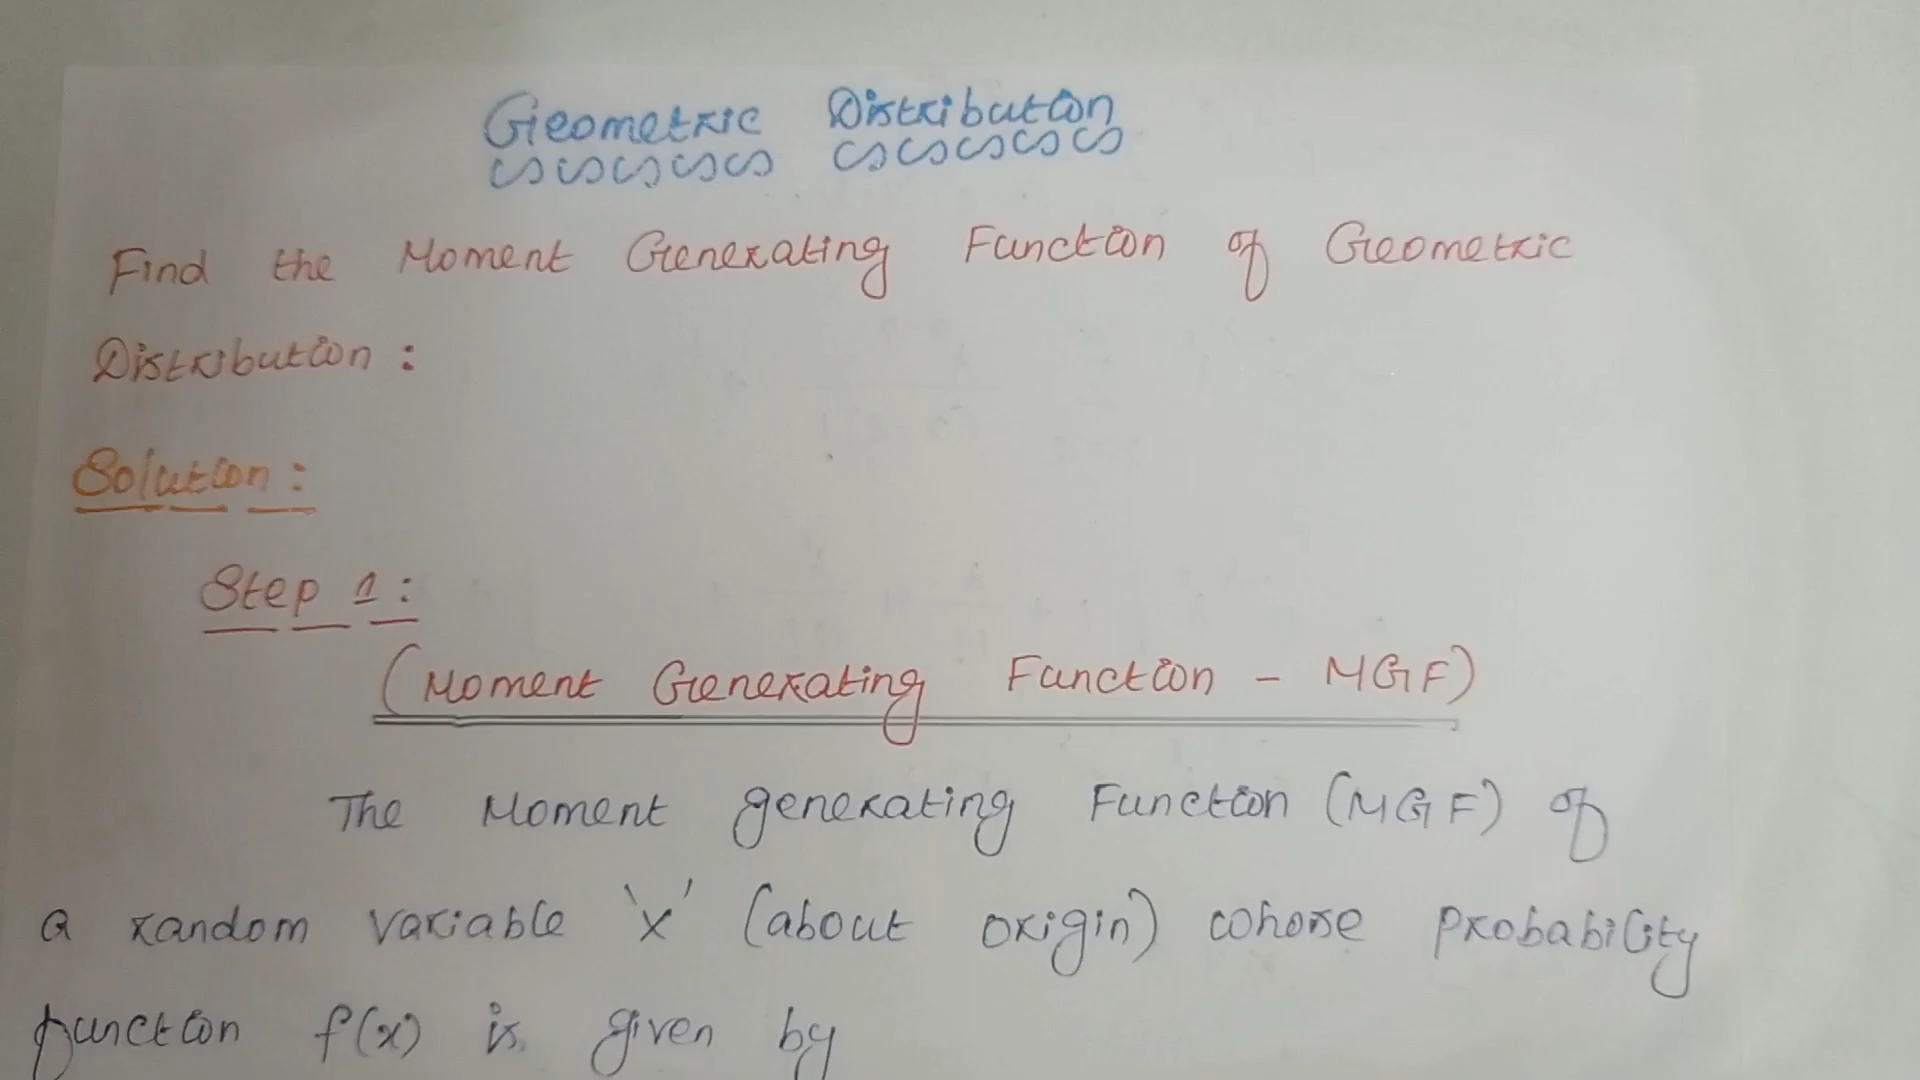 Geometric Distribution
Find the Moment Generating Function of Geometric
Distribution :
Solution :
Step 1 :
(Moment Generating Function - MGF)
The Moment generating Function (MGF) of
a random variable 'x' (about origin) whose probability
function f(x) is given by